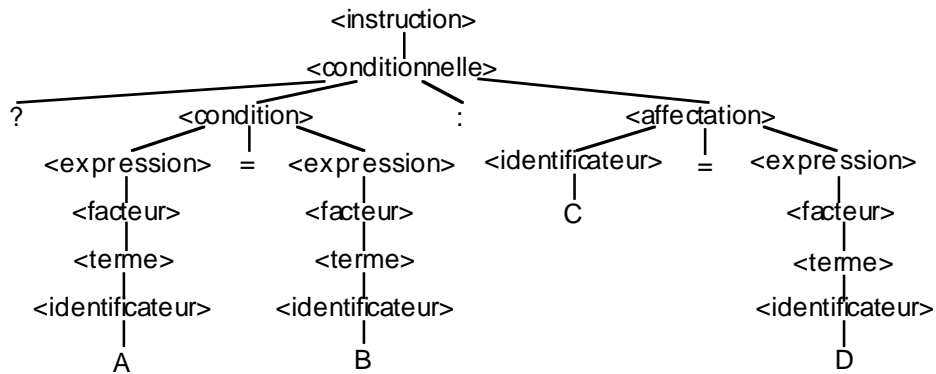 <instruction>
<conditionnelle>
? <condition> : <affectation>
<expression> = <expression> <identificateur> = <expression>
<facteur> <facteur> C <facteur>
<terme> <terme> <terme>
<identificateur> <identificateur> <identificateur>
A B D